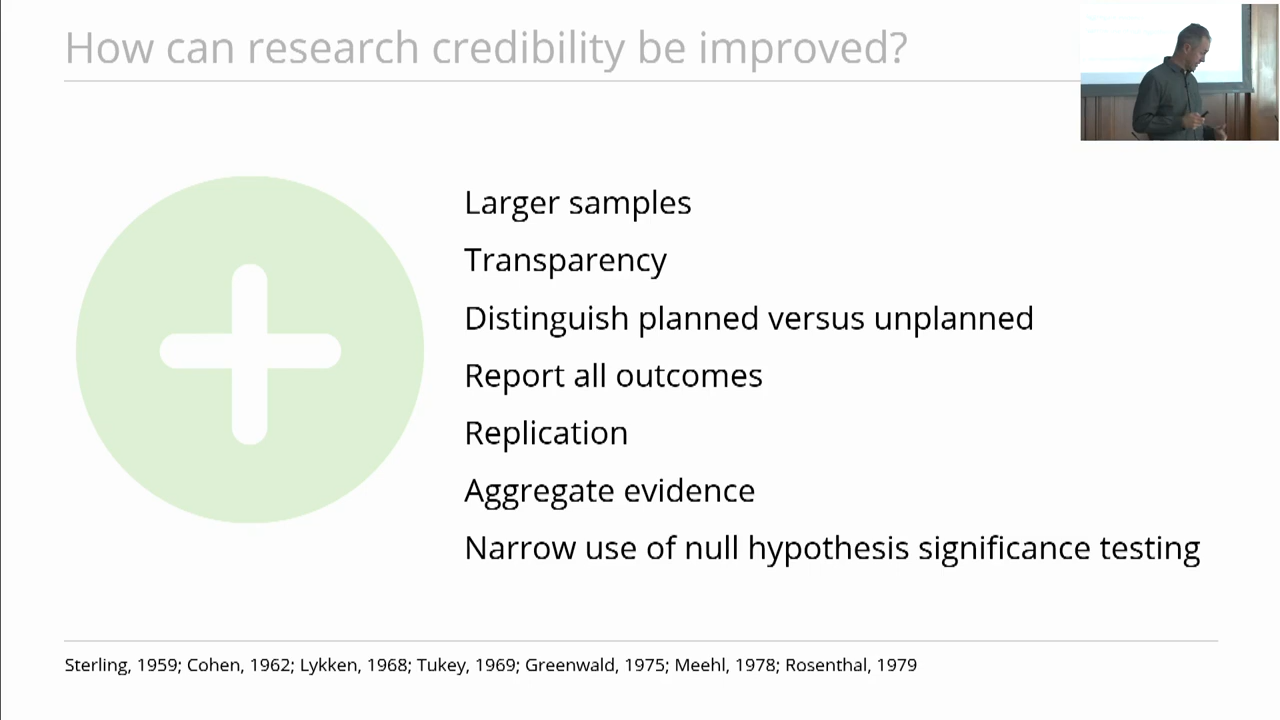 How can research credibility be improved?
Larger samples
Transparency
Distinguish planned versus unplanned
Report all outcomes
Replication
Aggregate evidence
Narrow use of null hypothesis significance testing
Sterling, 1959; Cohen, 1962; Lykken, 1968; Tukey, 1969; Greenwald, 1975; Meehl, 1978; Rosenthal, 1979